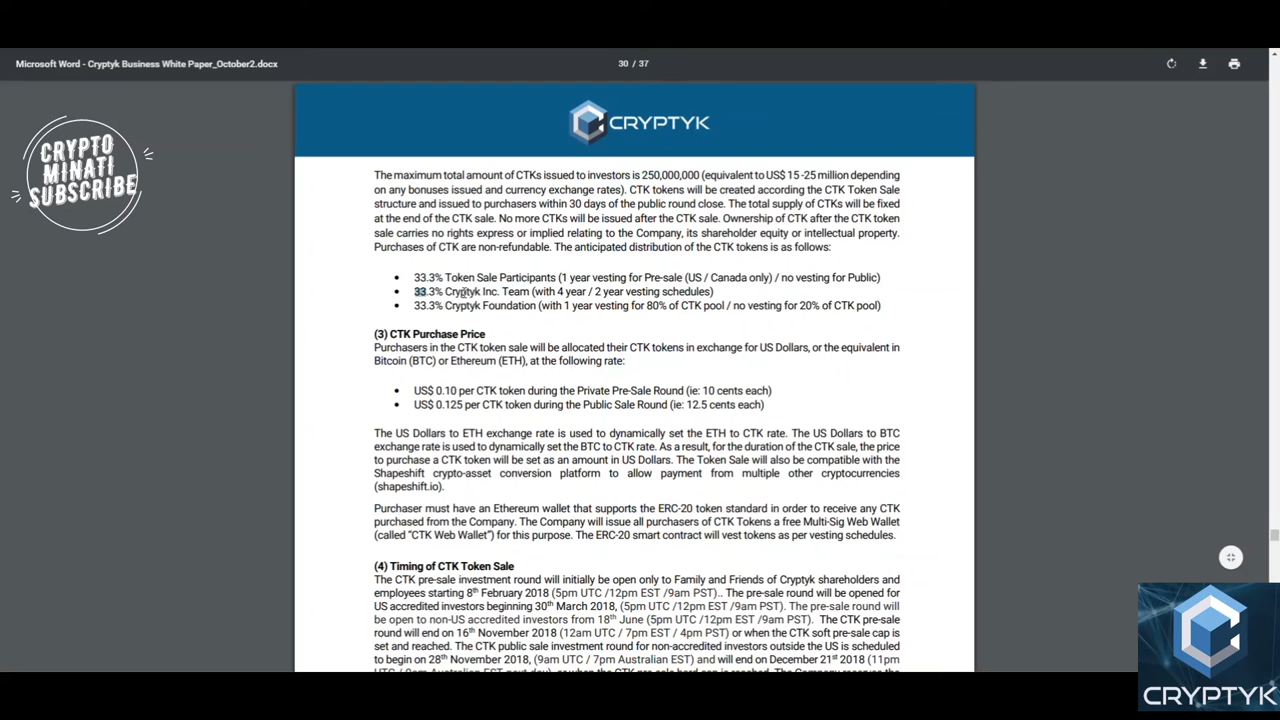 Microsoft Word - Cryptyk Business White Paper_October2.docx
30 / 37
CRYPTO
MINATI
SUBSCRIBE
CRYPTYK
The maximum total amount of CTKs issued to investors is 250,000,000 (equivalent to US$ 15 -25 million depending
on any bonuses issued and currency exchange rates). CTK tokens will be created according the CTK Token Sale
structure and issued to purchasers within 30 days of the public round close. The total supply of CTKs will be fixed
at the end of the CTK sale. No more CTKs will be issued after the CTK sale. Ownership of CTK after the CTK token
sale carries no rights express or implied relating to the Company, its shareholder equity or intellectual property.
Purchases of CTK are non-refundable. The anticipated distribution of the CTK tokens is as follows:
• 33.3% Token Sale Participants (1 year vesting for Pre-sale (US / Canada only) / no vesting for Public)
• 33.3% Cryptyk Inc. Team (with 4 year / 2 year vesting schedules)
• 33.3% Cryptyk Foundation (with 1 year vesting for 80% of CTK pool / no vesting for 20% of CTK pool)
(3) CTK Purchase Price
Purchasers in the CTK token sale will be allocated their CTK tokens in exchange for US Dollars, or the equivalent in
Bitcoin (BTC) or Ethereum (ETH), at the following rate:
• US$ 0.10 per CTK token during the Private Pre-Sale Round (ie: 10 cents each)
• US$ 0.125 per CTK token during the Public Sale Round (ie: 12.5 cents each)
The US Dollars to ETH exchange rate is used to dynamically set the ETH to CTK rate. The US Dollars to BTC
exchange rate is used to dynamically set the BTC to CTK rate. As a result, for the duration of the CTK sale, the price
to purchase a CTK token will be set as an amount in US Dollars. The Token Sale will also be compatible with the
Shapeshift crypto-asset conversion platform to allow payment from multiple other cryptocurrencies
(shapeshift.io).
Purchaser must have an Ethereum wallet that supports the ERC-20 token standard in order to receive any CTK
purchased from the Company. The Company will issue all purchasers of CTK Tokens a free Multi-Sig Web Wallet
(called “CTK Web Wallet”) for this purpose. The ERC-20 smart contract will vest tokens as per vesting schedules.
(4) Timing of CTK Token Sale
The CTK pre-sale investment round will initially be open only to Family and Friends of Cryptyk shareholders and
employees starting 8th February 2018 (5pm UTC /12pm EST /9am PST).. The pre-sale round will be opened for
US accredited investors beginning 30th March 2018, (5pm UTC /12pm EST /9am PST). The pre-sale round will
be open to non-US accredited investors from 18th June (5pm UTC /12pm EST /9am PST). The CTK pre-sale
round will end on 16th November 2018 (12am UTC / 7pm EST / 4pm PST) or when the CTK soft pre-sale cap is
set and reached. The CTK public sale investment round for non-accredited investors outside the US is scheduled
to begin on 28th November 2018, (9am UTC / 7pm Australian EST) and will end on December 21st 2018 (11pm
CRYPTYK